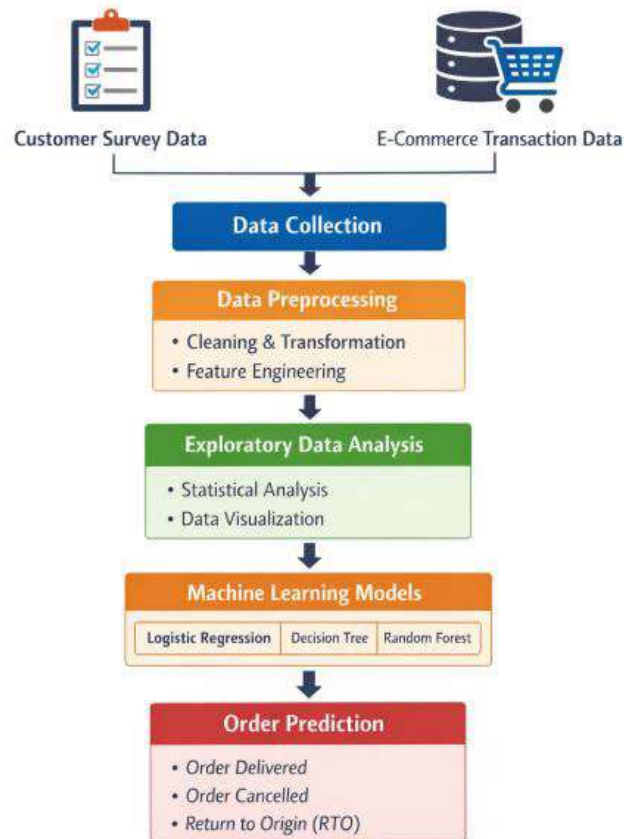 Customer Survey Data
E-Commerce Transaction Data
Data Collection
Data Preprocessing
• Cleaning & Transformation
• Feature Engineering
Exploratory Data Analysis
• Statistical Analysis
• Data Visualization
Machine Learning Models
Logistic Regression
Decision Tree
Random Forest
Order Prediction
• Order Delivered
• Order Cancelled
• Return to Origin (RTO)